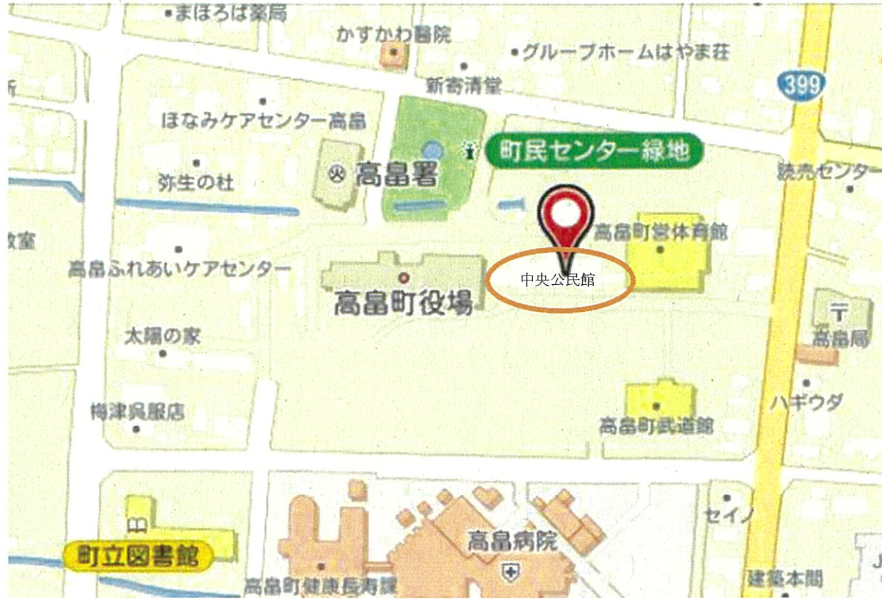 まほろば薬局
かすかわ醫院
グループホームはやま荘
新寄清堂
399
ほなみケアセンター高畠
町民センター緑地
高畠署
弥生の杜
読売センター
教室
高畠町営体育館
高畠ふれあいケアセンター
中央公民館
高畠町役場
高畠局
太陽の家
ハギウダ
梅津呉服店
高畠町武道館
セイノ
町立図書館
高畠病院
高畠町健康長寿課
建築本間